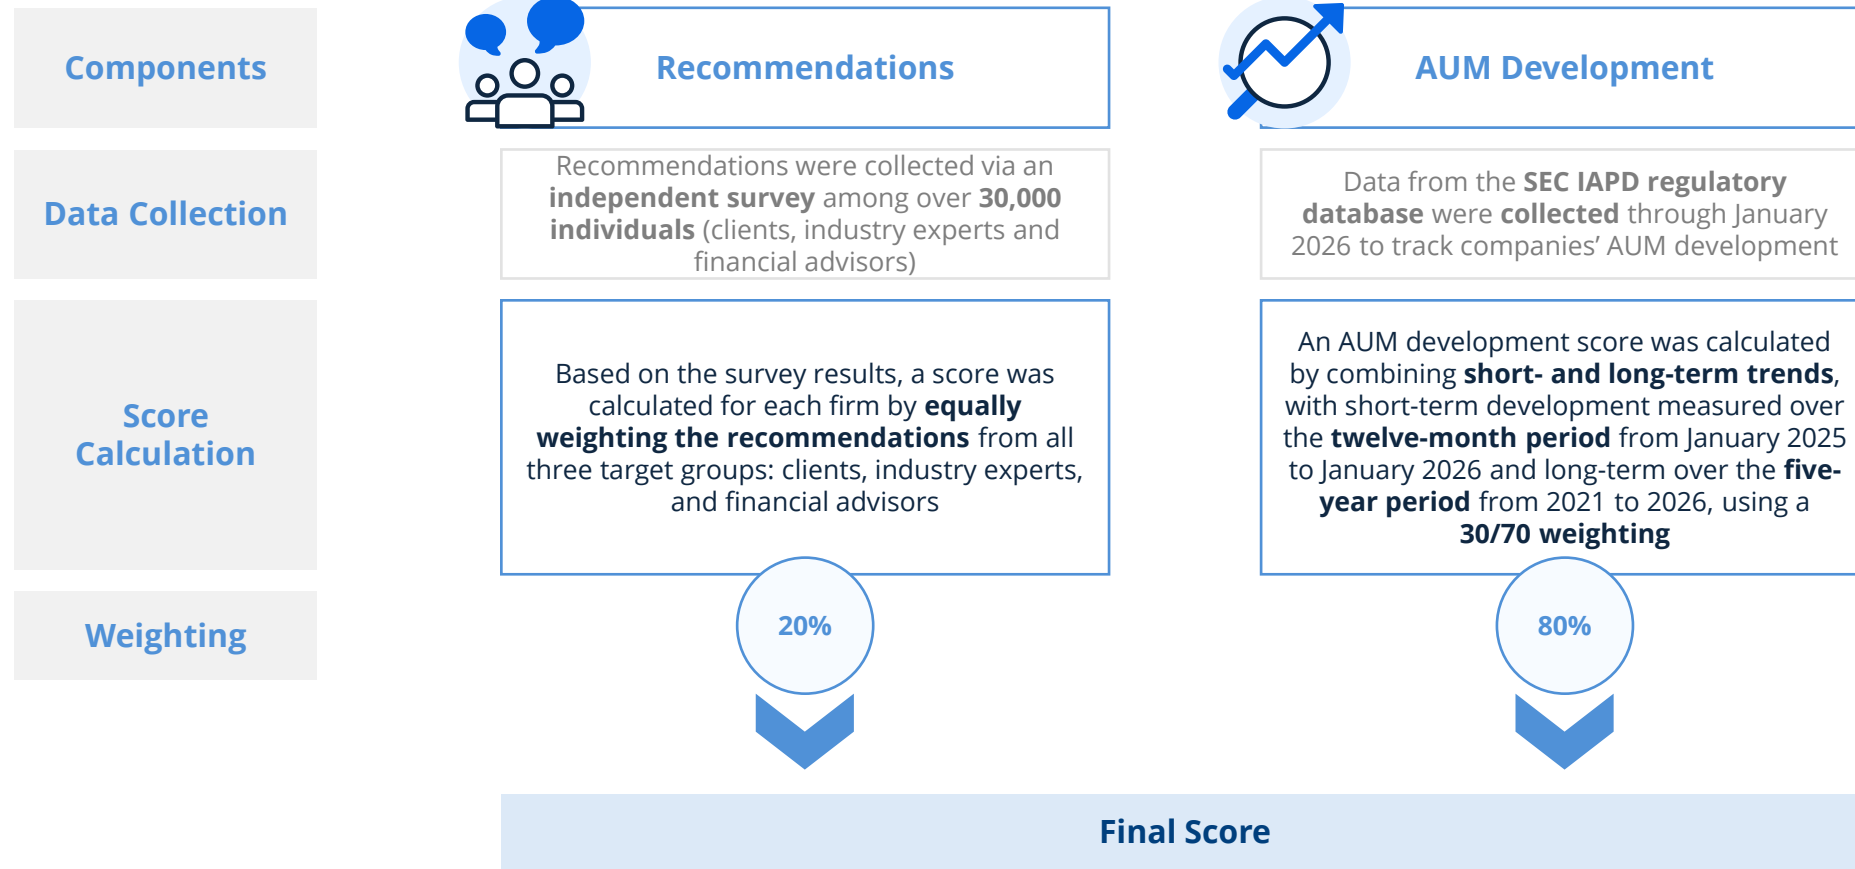 Components
Recommendations
AUM Development
Data Collection
Recommendations were collected via an
independent survey among over 30,000
individuals (clients, industry experts and
financial advisors)
Data from the SEC IAPD regulatory
database were collected through January
2026 to track companies’ AUM development
Score
Calculation
Based on the survey results, a score was
calculated for each firm by equally
weighting the recommendations from all
three target groups: clients, industry experts,
and financial advisors
An AUM development score was calculated
by combining short- and long-term trends,
with short-term development measured over
the twelve-month period from January 2025
to January 2026 and long-term over the five-
year period from 2021 to 2026, using a
30/70 weighting
Weighting
20%
80%
Final Score